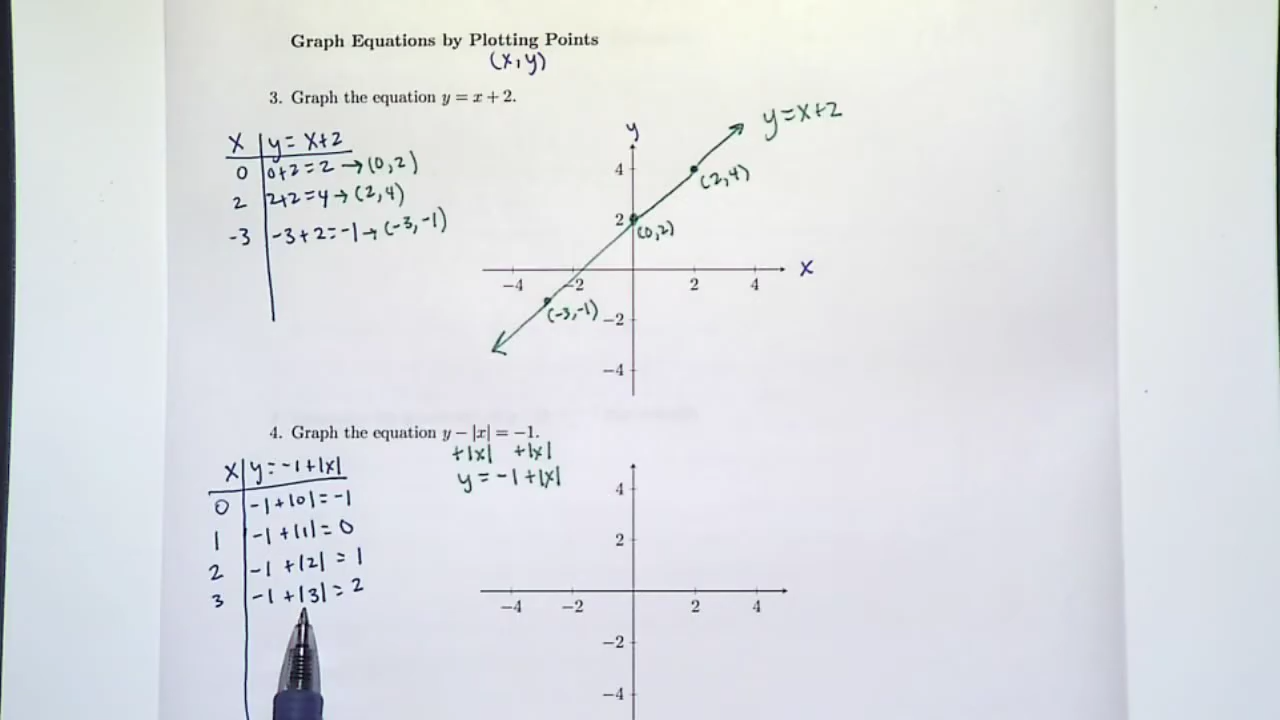 Graph Equations by Plotting Points
(x,y)
3. Graph the equation y = x + 2.
x y = x+2
0 0+2=2 → (0,2)
2 2+2=4 → (2,4)
-3 -3+2=-1 → (-3,-1)
y
y=x+2
4
(2,4)
2
(0,2)
x
−4 −2 2 4
(-3,-1)
−2
−4
4. Graph the equation y − |x| = −1.
+|x| +|x|
y = -1+|x|
x y = -1+|x|
0 -1+|0|=-1
1 -1+|1|=0
2 -1+|2|=1
3 -1+|3|=2
4
2
−4 −2 2 4
−2
−4